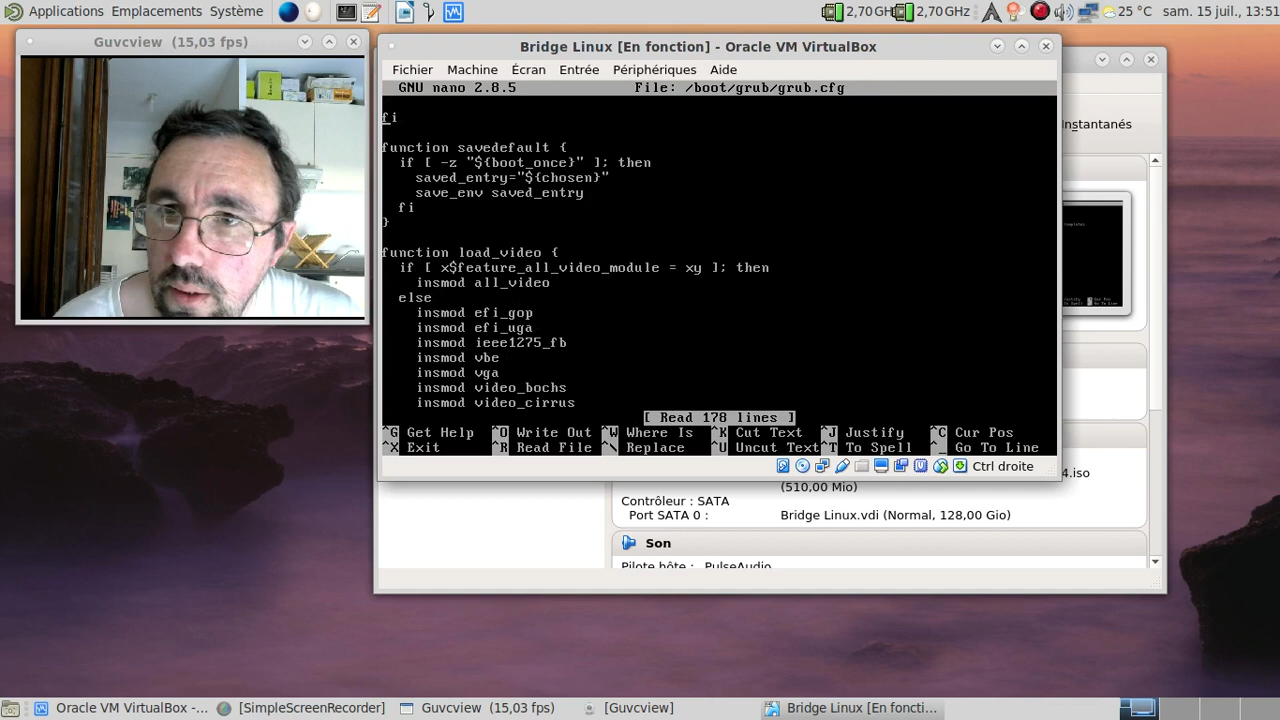 Applications Emplacements Système
2,70 GH 2,70 GHz
25 °C sam. 15 juil., 13:51
Guvcview (15,03 fps)
Bridge Linux [En fonction] - Oracle VM VirtualBox
Fichier Machine Écran Entrée Périphériques Aide
GNU nano 2.8.5 File: /boot/grub/grub.cfg
fi
function savedefault {
if [ -z "${boot_once}" ]; then
saved_entry="${chosen}"
save_env saved_entry
fi
}
function load_video {
if [ x$feature_all_video_module = xy ]; then
insmod all_video
else
insmod efi_gop
insmod efi_uga
insmod ieee1275_fb
insmod vbe
insmod vga
insmod video_bochs
insmod video_cirrus
[ Read 178 lines ]
^G Get Help ^O Write Out ^W Where Is ^K Cut Text ^J Justify ^C Cur Pos
^X Exit ^R Read File ^\ Replace ^U Uncut Text ^T To Spell ^_ Go To Line
Ctrl droite
Instantanés
4.iso
(510,00 Mio)
Contrôleur : SATA
Port SATA 0 : Bridge Linux.vdi (Normal, 128,00 Gio)
Son
Pilote hôte : PulseAudio
Oracle VM VirtualBox -... [SimpleScreenRecorder] Guvcview (15,03 fps) [Guvcview] Bridge Linux [En foncti...